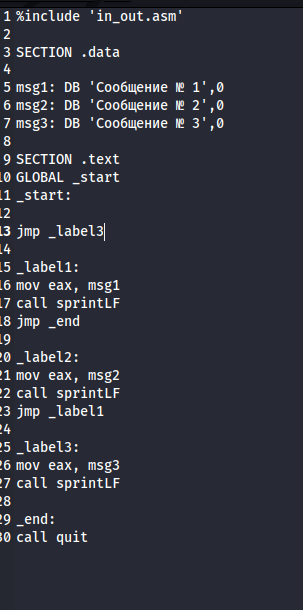 1 %include 'in_out.asm'
2
3 SECTION .data
4
5 msg1: DB 'Сообщение № 1',0
6 msg2: DB 'Сообщение № 2',0
7 msg3: DB 'Сообщение № 3',0
8
9 SECTION .text
10 GLOBAL _start
11 _start:
12
13 jmp _label3
14
15 _label1:
16 mov eax, msg1
17 call sprintLF
18 jmp _end
19
20 _label2:
21 mov eax, msg2
22 call sprintLF
23 jmp _label1
24
25 _label3:
26 mov eax, msg3
27 call sprintLF
28
29 _end:
30 call quit